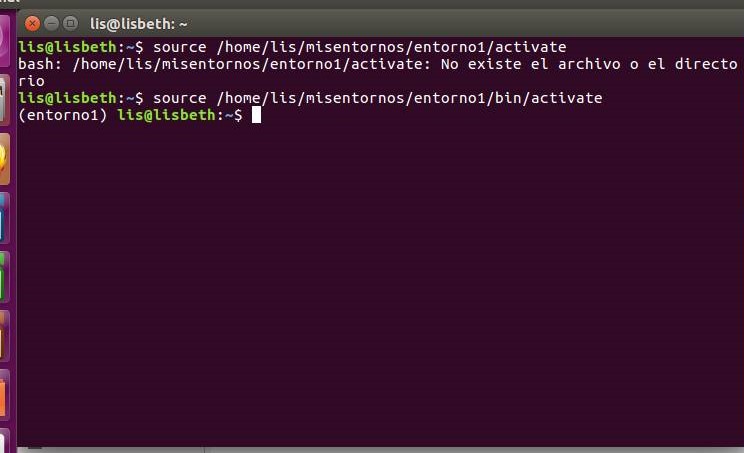 lis@lisbeth: ~
lis@lisbeth:~$ source /home/lis/misentornos/entorno1/activate
bash: /home/lis/misentornos/entorno1/activate: No existe el archivo o el directo
rio
lis@lisbeth:~$ source /home/lis/misentornos/entorno1/bin/activate
(entorno1) lis@lisbeth:~$